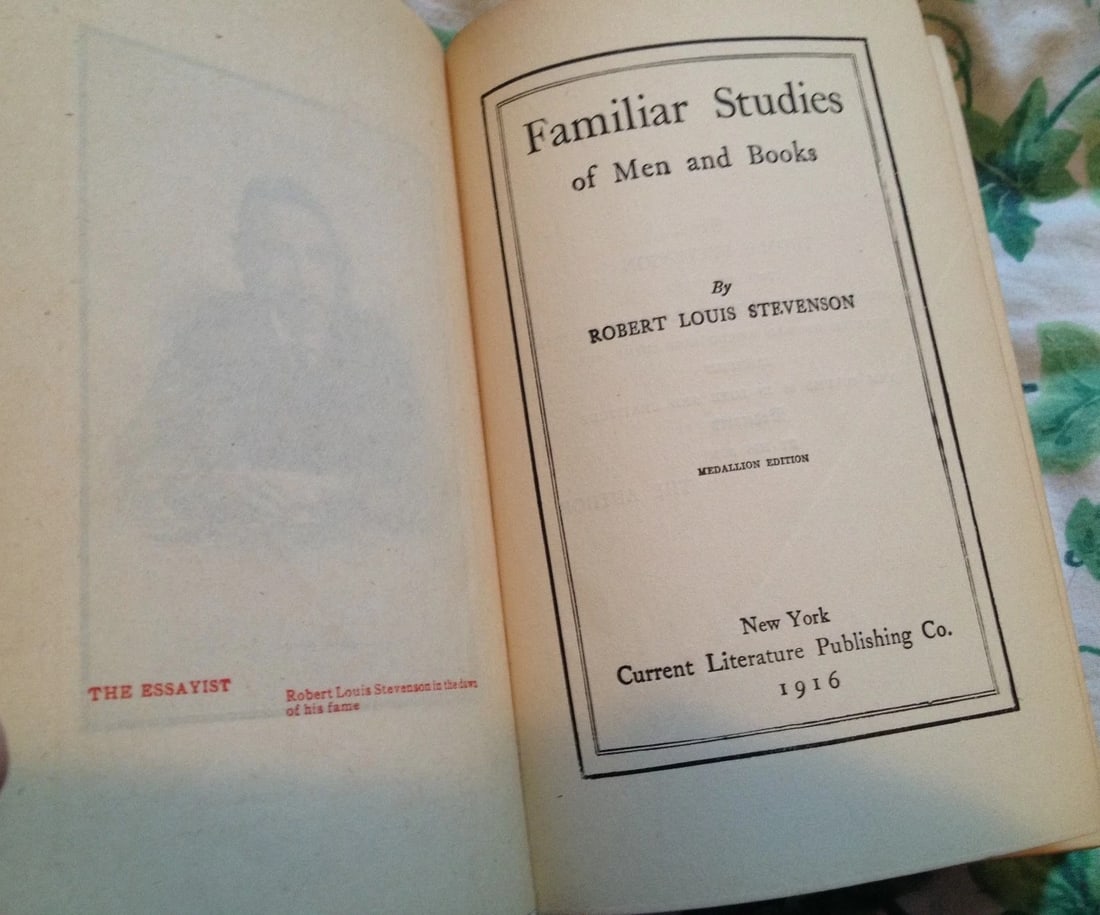 THE ESSAYIST
Robert Louis Stevenson in the dawn
of his fame
Familiar Studies
of Men and Books
By
ROBERT LOUIS STEVENSON
MEDALLION EDITION
New York
Current Literature Publishing Co.
1916